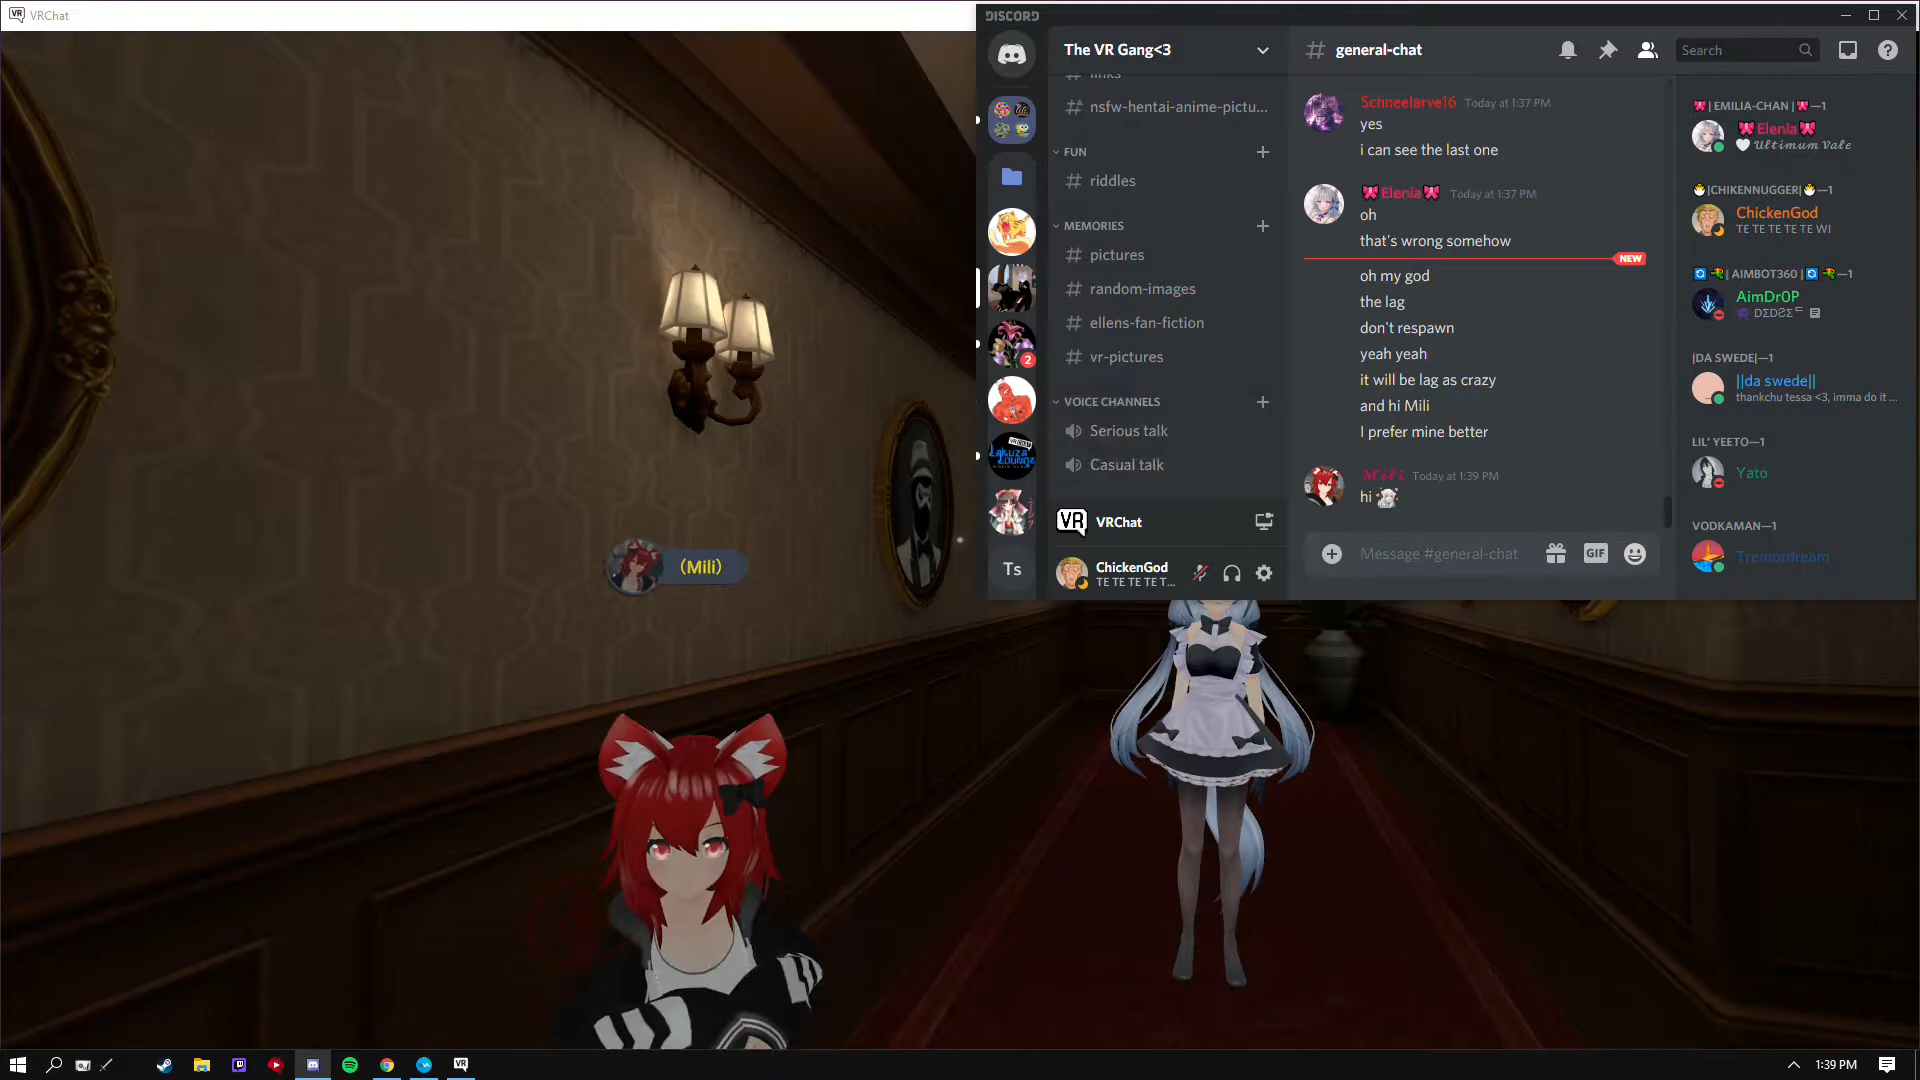 VRChat
DISCORD
The VR Gang<3
general-chat
Search
links
nsfw-hentai-anime-pictu...
FUN
riddles
MEMORIES
pictures
random-images
ellens-fan-fiction
vr-pictures
VOICE CHANNELS
Serious talk
Casual talk
VR VRChat
ChickenGod
TE TE TE TE T...
2
Ts
Schneelarve16 Today at 1:37 PM
yes
i can see the last one
Elenia Today at 1:37 PM
oh
that's wrong somehow
NEW
oh my god
the lag
don't respawn
yeah yeah
it will be lag as crazy
and hi Mili
I prefer mine better
Mili Today at 1:39 PM
hi
Message #general-chat
GIF
| EMILIA-CHAN | —1
Elenia
𝓤𝓵𝓽𝓲𝓶𝓾𝓶 𝓥𝓪𝓵𝓮
|CHIKENNUGGER| —1
ChickenGod
TE TE TE TE TE WI
| AIMBOT360 | —1
AimDr0P
|DA SWEDE|—1
||da swede||
thankchu tessa <3, imma do it ...
LIL' YEETO—1
Yato
VODKAMAN—1
Tremordream
(Mili)
VR
1:39 PM